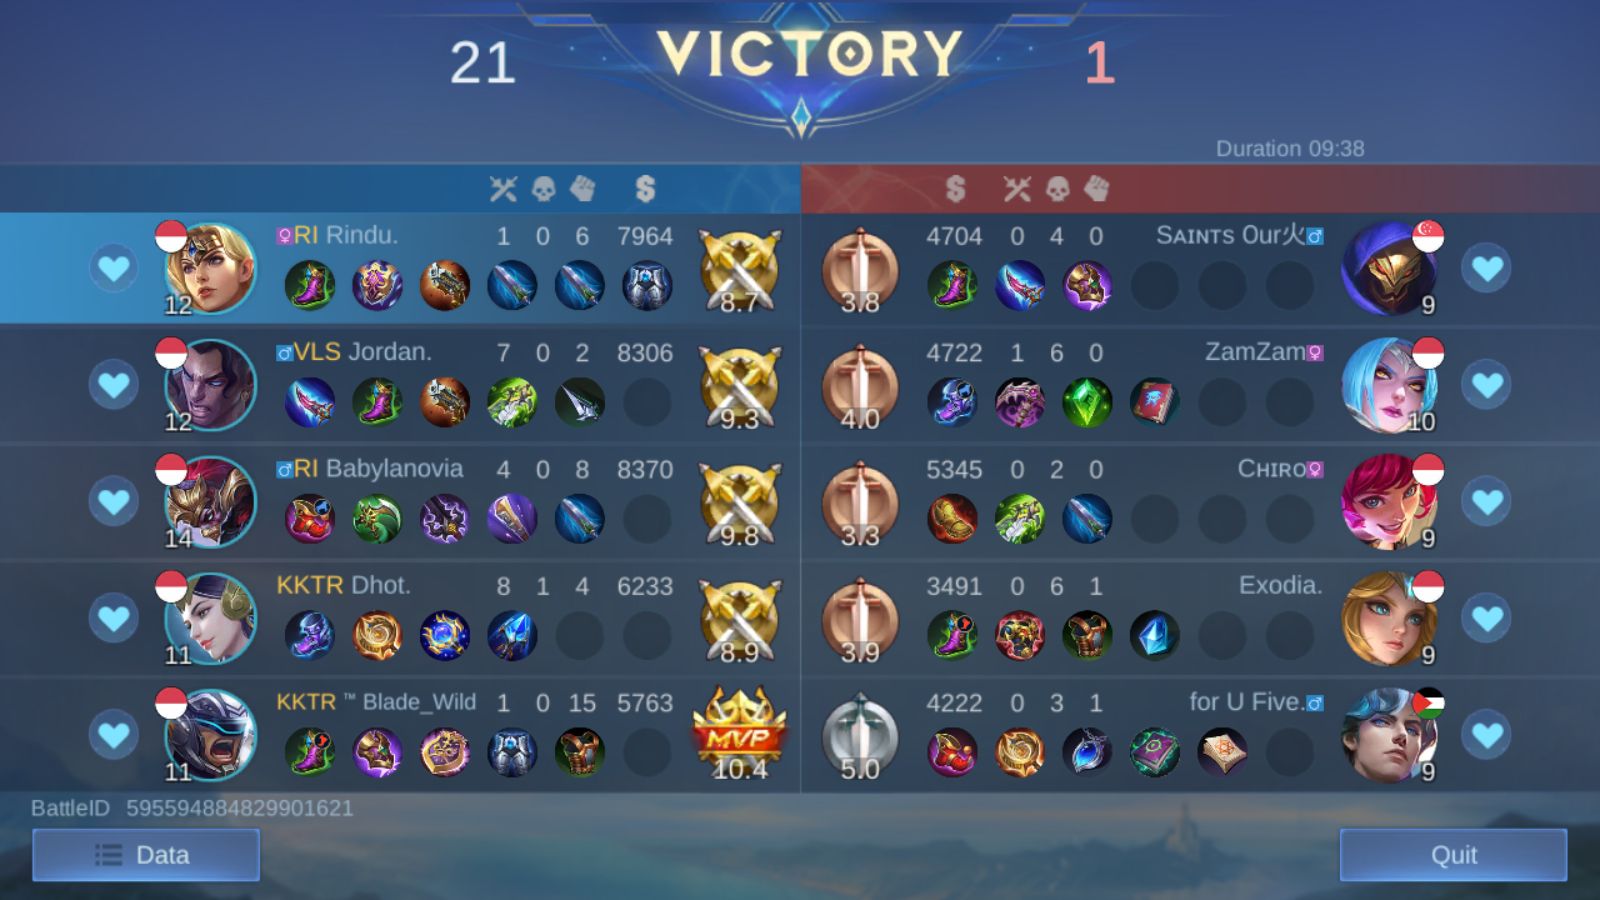 21 VICTORY 1
Duration 09:38
RI Rindu. 1 0 6 7964
12 8.7
4704 0 4 0 SAINTS Our火
3.8 9
VLS Jordan. 7 0 2 8306
12 9.3
4722 1 6 0 ZamZam
4.0 10
RI Babylanovia 4 0 8 8370
14 9.8
5345 0 2 0 CHIRO
3.3 9
KKTR Dhot. 8 1 4 6233
11 8.9
3491 0 6 1 Exodia.
3.9 9
KKTR ™ Blade_Wild 1 0 15 5763
MVP
11 10.4
4222 0 3 1 for U Five.
5.0 9
BattleID 595594884829901621
Data
Quit